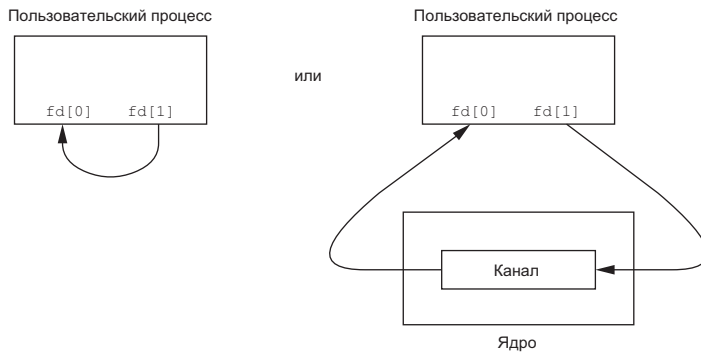 Пользовательский процесс
fd[0] fd[1]
или
Пользовательский процесс
fd[0] fd[1]
Канал
Ядро